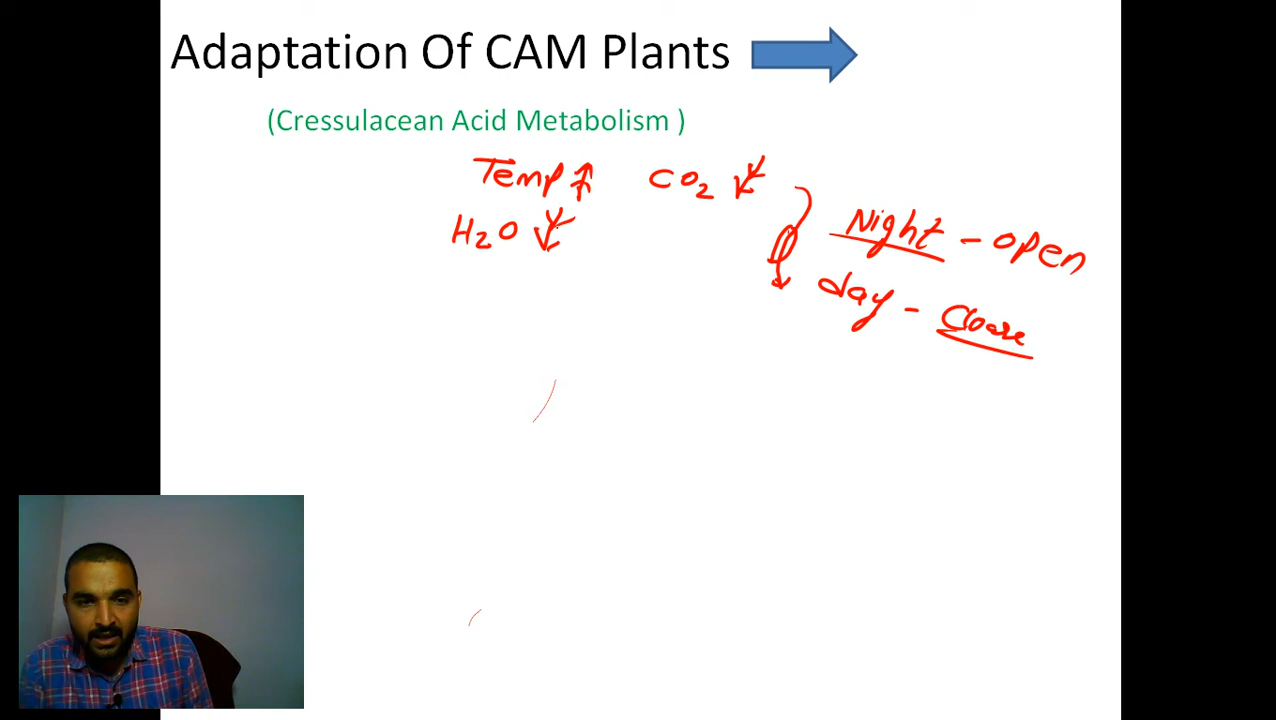 Adaptation Of CAM Plants
(Cressulacean Acid Metabolism )
Temp ↑ CO2 ↓
H2O ↓
Night - open
day - Close